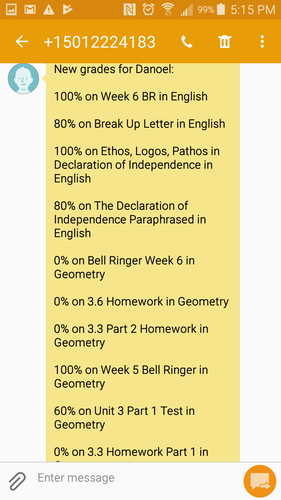 99% 5:15 PM
+15012224183
New grades for Danoel:
100% on Week 6 BR in English
80% on Break Up Letter in English
100% on Ethos, Logos, Pathos in
Declaration of Independence in
English
80% on The Declaration of
Independence Paraphrased in
English
0% on Bell Ringer Week 6 in
Geometry
0% on 3.6 Homework in Geometry
0% on 3.3 Part 2 Homework in
Geometry
100% on Week 5 Bell Ringer in
Geometry
60% on Unit 3 Part 1 Test in
Geometry
0% on 3.3 Homework Part 1 in
Enter message